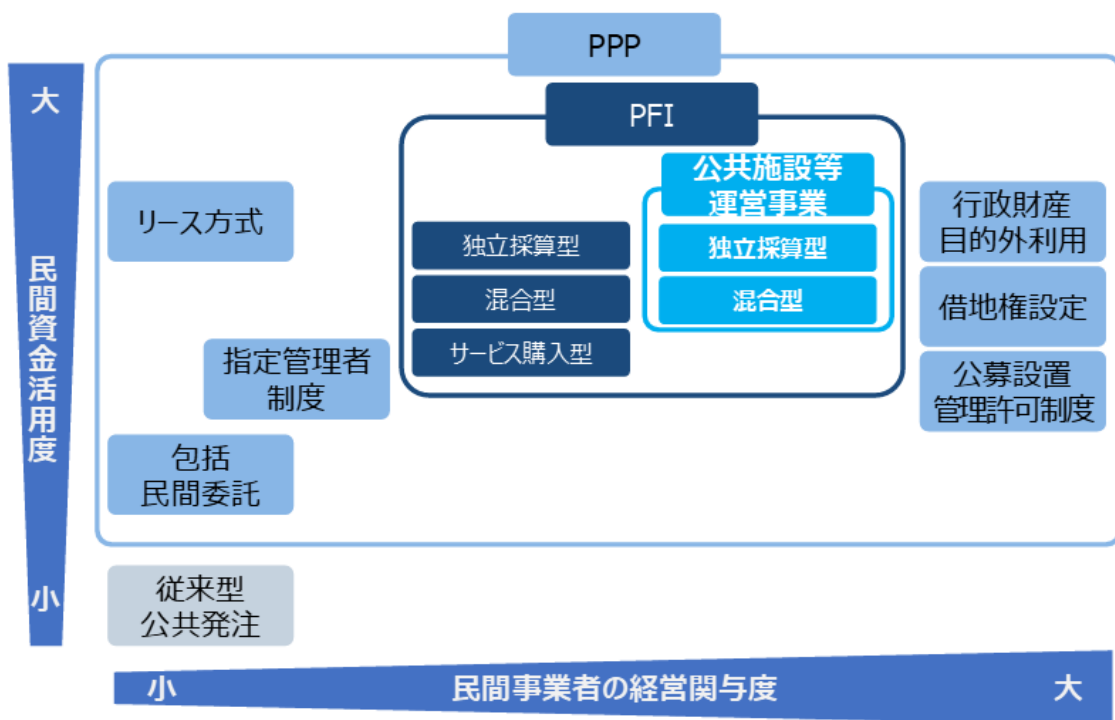 PPP
PFI
大
民間資金活用度
小
リース方式
指定管理者
制度
包括
民間委託
従来型
公共発注
独立採算型
混合型
サービス購入型
公共施設等
運営事業
独立採算型
混合型
行政財産
目的外利用
借地権設定
公募設置
管理許可制度
小
民間事業者の経営関与度
大